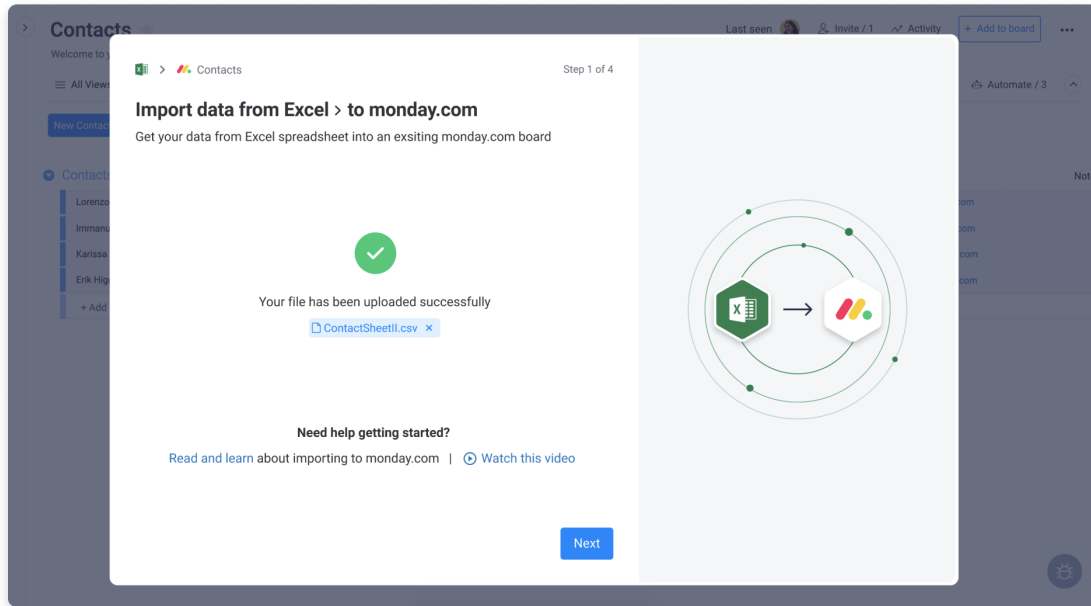 Contacts
Last seen
Invite / 1
Activity
+ Add to board
Welcome to
All Views
Automate / 3
New Contac
Contacts
Not
Lorenzo
Immanu
Karissa
Erik Hig
+ Add
com
com
com
com
Contacts
Step 1 of 4
Import data from Excel > to monday.com
Get your data from Excel spreadsheet into an exsiting monday.com board
Your file has been uploaded successfully
ContactSheetII.csv
Need help getting started?
Read and learn about importing to monday.com | Watch this video
Next
X